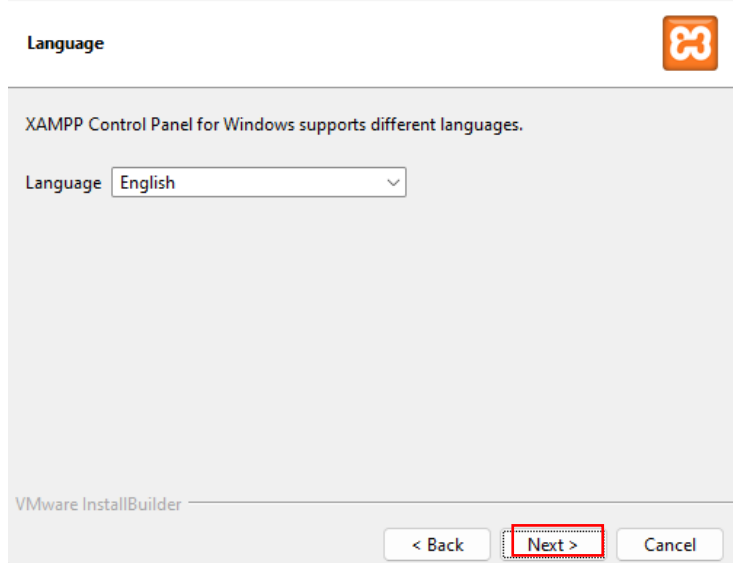 Language
XAMPP Control Panel for Windows supports different languages.
Language English
VMware InstallBuilder
< Back Next > Cancel